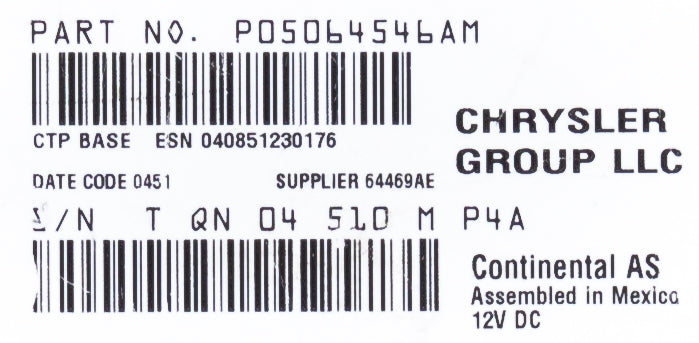 PART NO. P05064546AM
CTP BASE ESN 040851230176
CHRYSLER
GROUP LLC
DATE CODE 0451 SUPPLIER 64469AE
S/N T QN 04 510 M P4A
Continental AS
Assembled in Mexico
12V DC